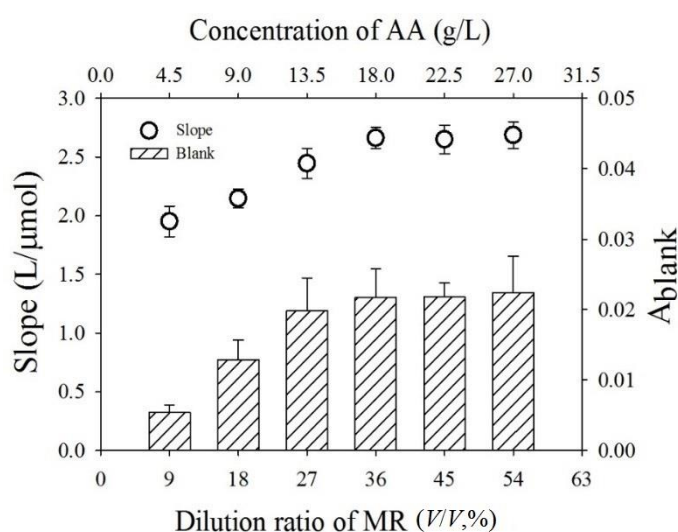 Concentration of AA (g/L)
0.0 4.5 9.0 13.5 18.0 22.5 27.0 31.5
3.0 0.05
Slope
Blank
2.5
0.04
2.0
0.03
1.5
0.02
1.0
0.01
0.5
0.0 0.00
Slope (L/μmol)
Ablank
0 9 18 27 36 45 54 63
Dilution ratio of MR (V/V,%)